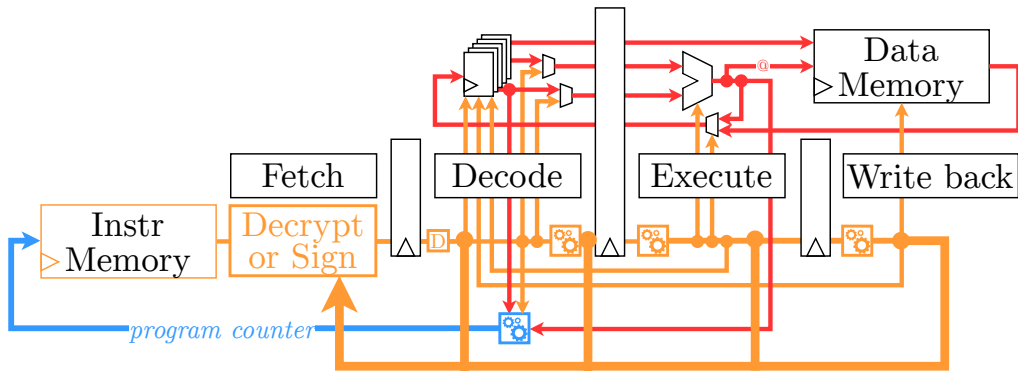 Data
Memory
@
Fetch
Decode
Execute
Write back
Instr
Memory
Decrypt
or Sign
D
program counter